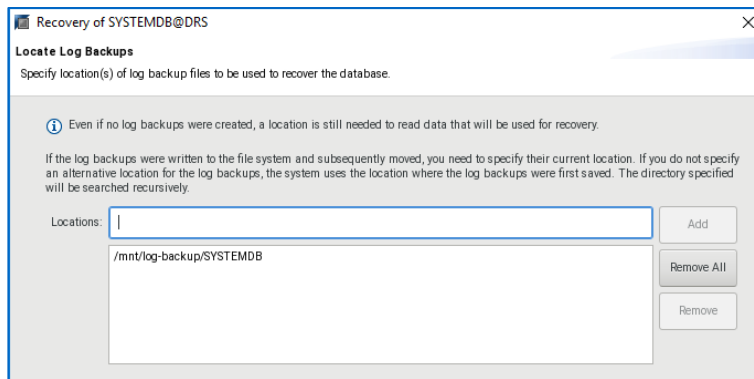 Recovery of SYSTEMDB@DRS
Locate Log Backups
Specify location(s) of log backup files to be used to recover the database.
Even if no log backups were created, a location is still needed to read data that will be used for recovery.
If the log backups were written to the file system and subsequently moved, you need to specify their current location. If you do not specify
an alternative location for the log backups, the system uses the location where the log backups were first saved. The directory specified
will be searched recursively.
Locations:
Add
/mnt/log-backup/SYSTEMDB
Remove All
Remove